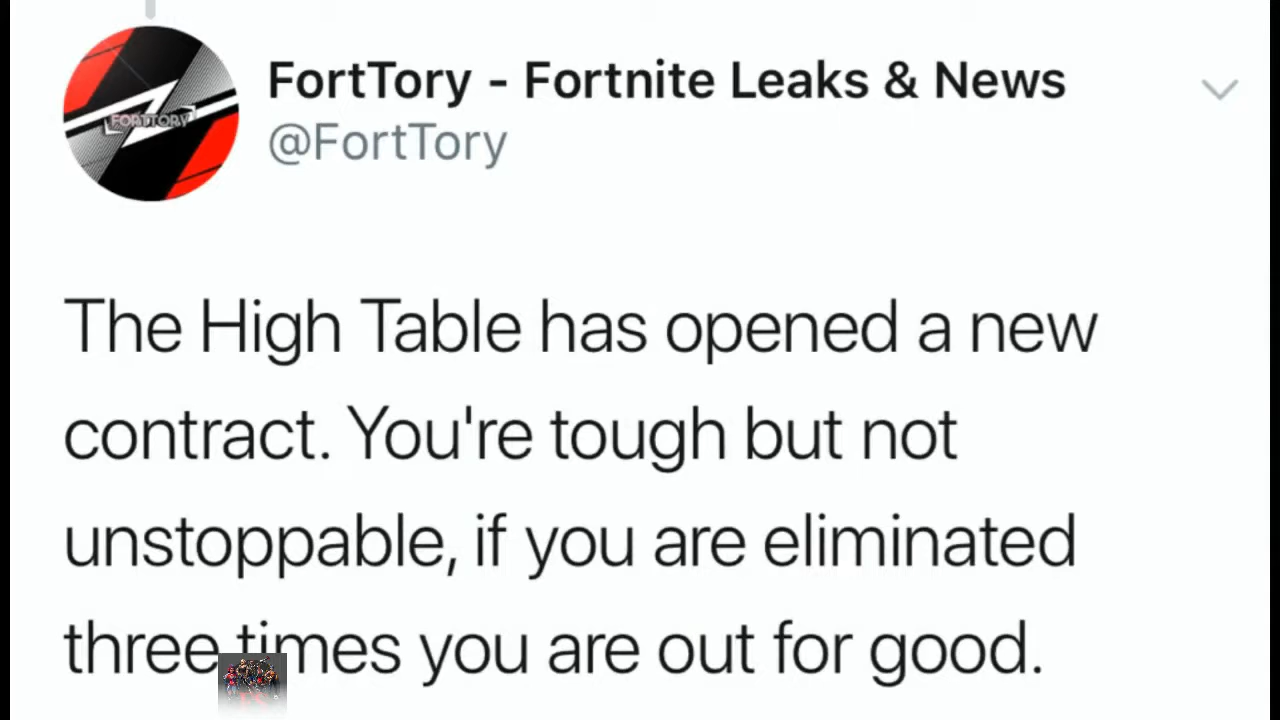 FortTory - Fortnite Leaks & News
@FortTory
FORTTORY
The High Table has opened a new
contract. You're tough but not
unstoppable, if you are eliminated
three times you are out for good.